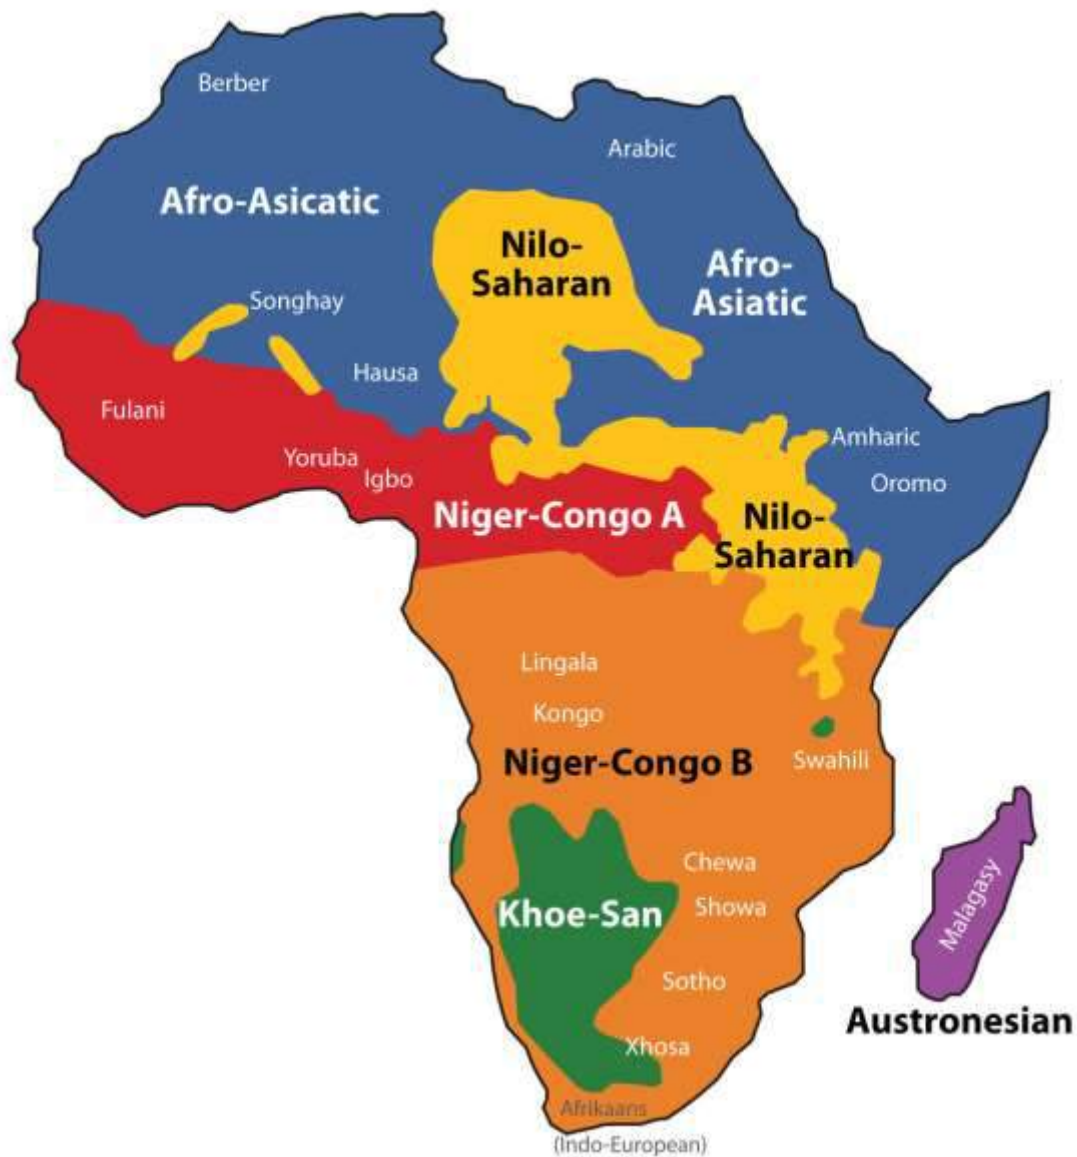 Berber
Arabic
Afro-Asicatic
Nilo-
Saharan
Afro-
Asiatic
Songhay
Hausa
Fulani
Amharic
Yoruba
Igbo
Oromo
Niger-Congo A
Nilo-
Saharan
Lingala
Kongo
Niger-Congo B
Swahili
Chewa
Malagasy
Khoe-San
Showa
Sotho
Austronesian
Xhosa
Afrikaans
(Indo-European)